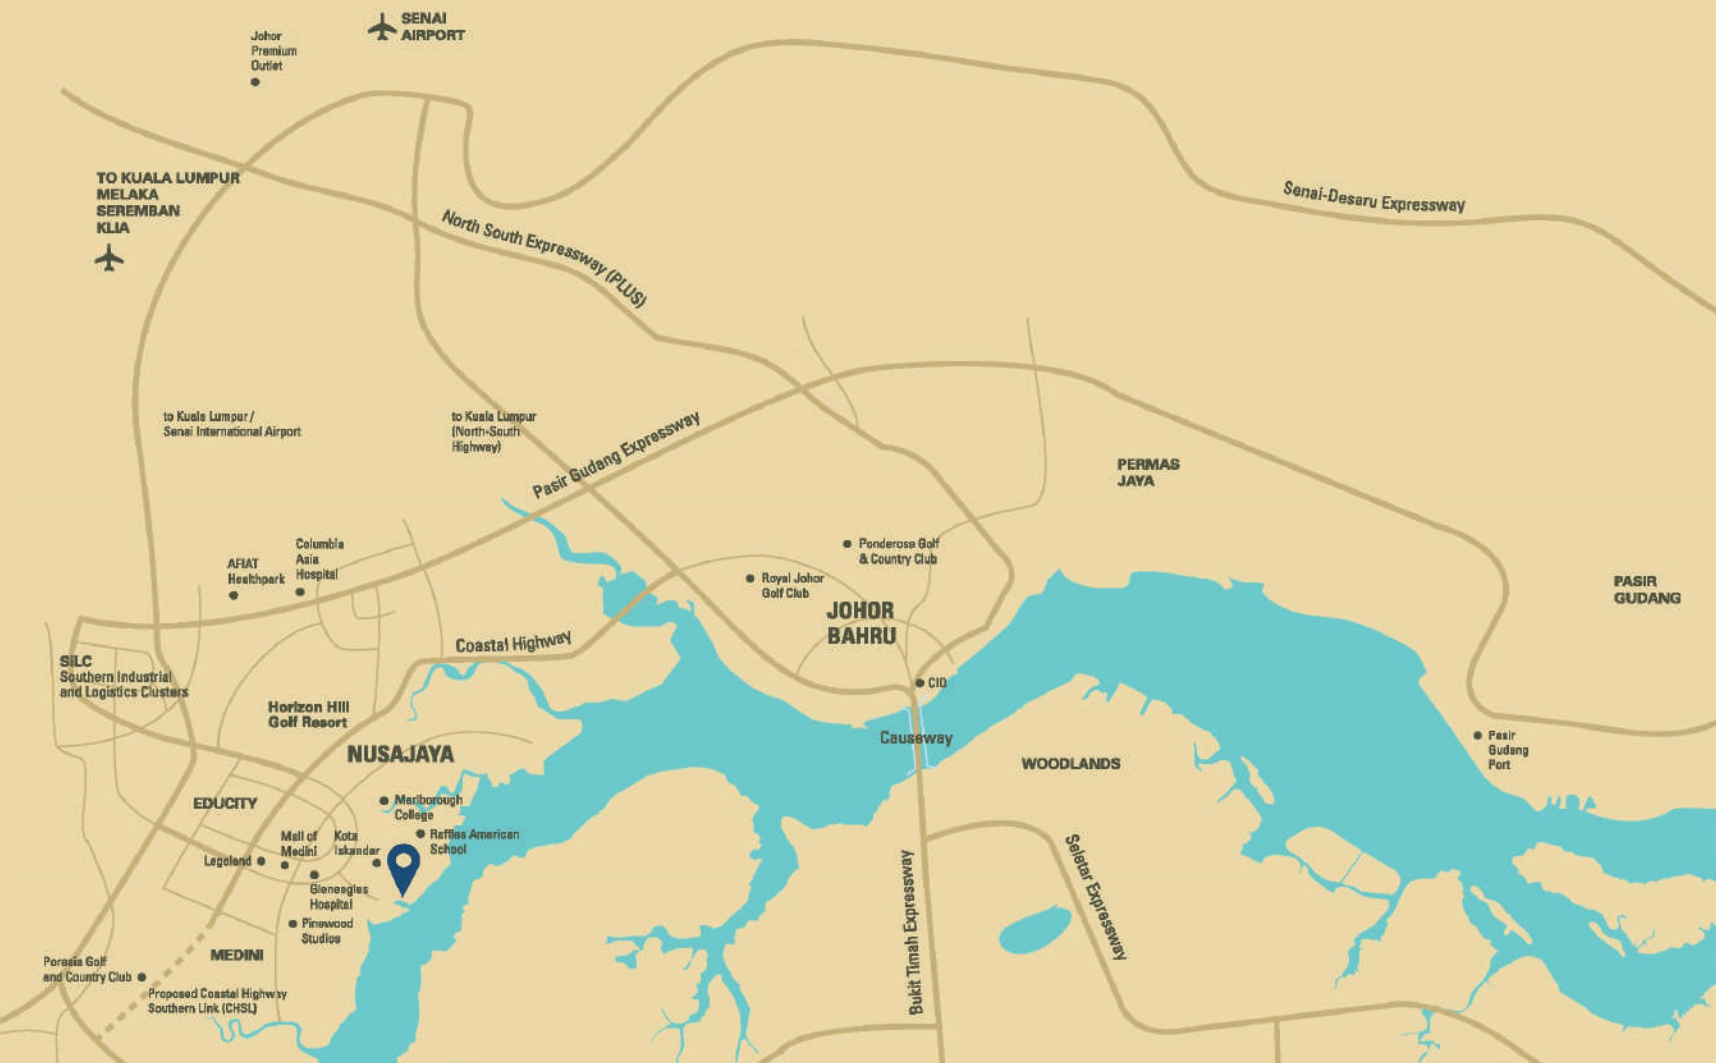 SENAI
AIRPORT
Johor
Premium
Outlet
TO KUALA LUMPUR
MELAKA
SEREMBAN
KLIA
North South Expressway (PLUS)
Senai-Desaru Expressway
to Kuala Lumpur /
Senai International Airport
to Kuala Lumpur
(North-South
Highway)
Pasir Gudang Expressway
PERMAS
JAYA
Columbia
Asia
Hospital
AFIAT
Healthpark
Ponderosa Golf
& Country Club
Royal Johor
Golf Club
JOHOR
BAHRU
PASIR
GUDANG
Coastal Highway
SiLC
Southern Industrial
and Logistics Clusters
CIQ
Horizon Hill
Golf Resort
NUSAJAYA
Causeway
WOODLANDS
Pasir
Gudang
Port
EDUCITY
Marlborough
College
Raffles American
School
Mall of
Medini
Kota
Iskandar
Legoland
Gleneagles
Hospital
Pinewood
Studios
MEDINI
Bukit Timah Expressway
Seletar Expressway
Poresia Golf
and Country Club
Proposed Coastal Highway
Southern Link (CHSL)